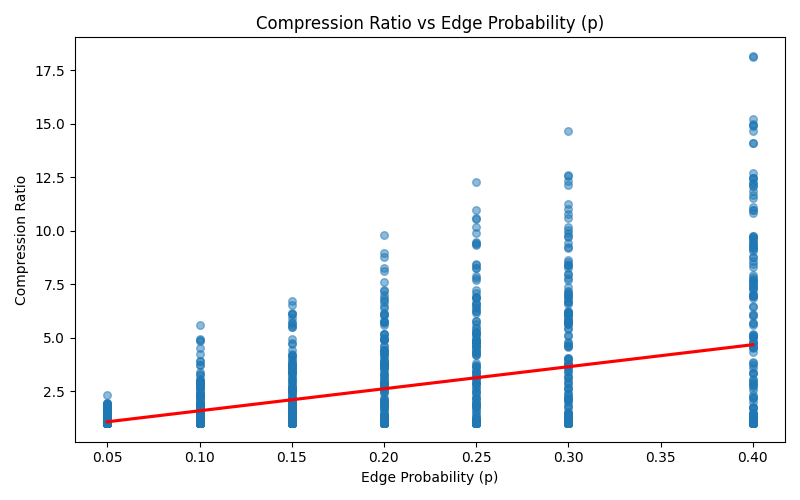 Compression Ratio vs Edge Probability (p)
17.5
15.0
12.5
10.0
7.5
5.0
2.5
Compression Ratio
0.05 0.10 0.15 0.20 0.25 0.30 0.35 0.40
Edge Probability (p)